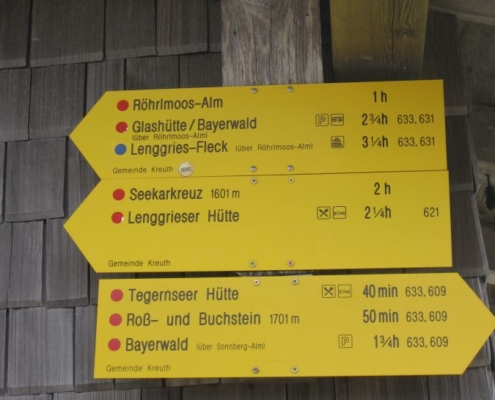 Röhrlmoos-Alm 1 h
Glashütte/Bayerwald 2¾h 633, 631
(über Röhrlmoos-Alm)
Lenggries-Fleck (über Röhrlmoos-Alm) 3¼h 633, 631
Gemeinde Kreuth
Seekarkreuz 1601 m 2 h
Lenggrieser Hütte 2¼h 621
Gemeinde Kreuth
Tegernseer Hütte 40 min 633, 609
Roß- und Buchstein 1701 m 50 min 633, 609
Bayerwald (über Sonnberg-Alm) P 1¾h 633, 609
Gemeinde Kreuth